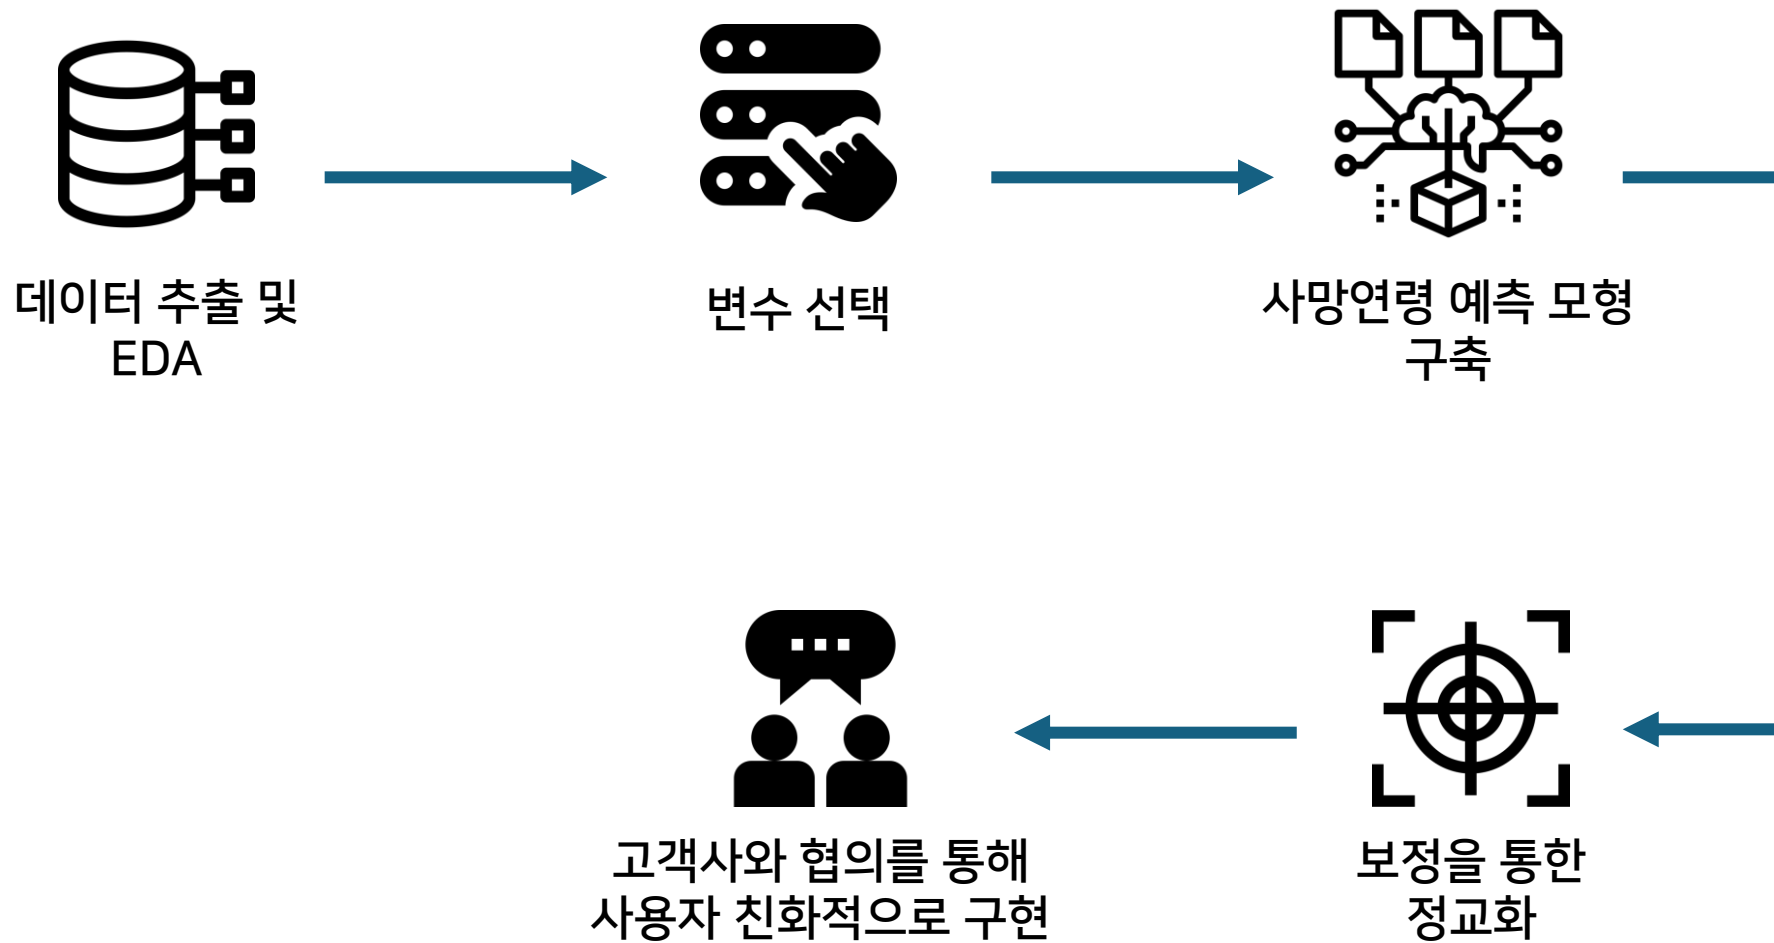 데이터 추출 및
EDA
변수 선택
사망연령 예측 모형
구축
고객사와 협의를 통해
사용자 친화적으로 구현
보정을 통한
정교화